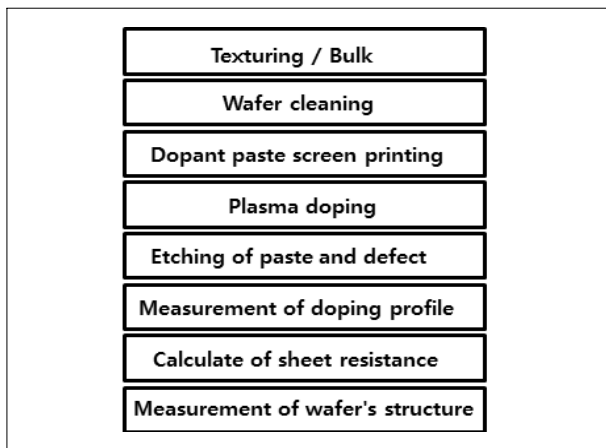 Texturing / Bulk
Wafer cleaning
Dopant paste screen printing
Plasma doping
Etching of paste and defect
Measurement of doping profile
Calculate of sheet resistance
Measurement of wafer's structure